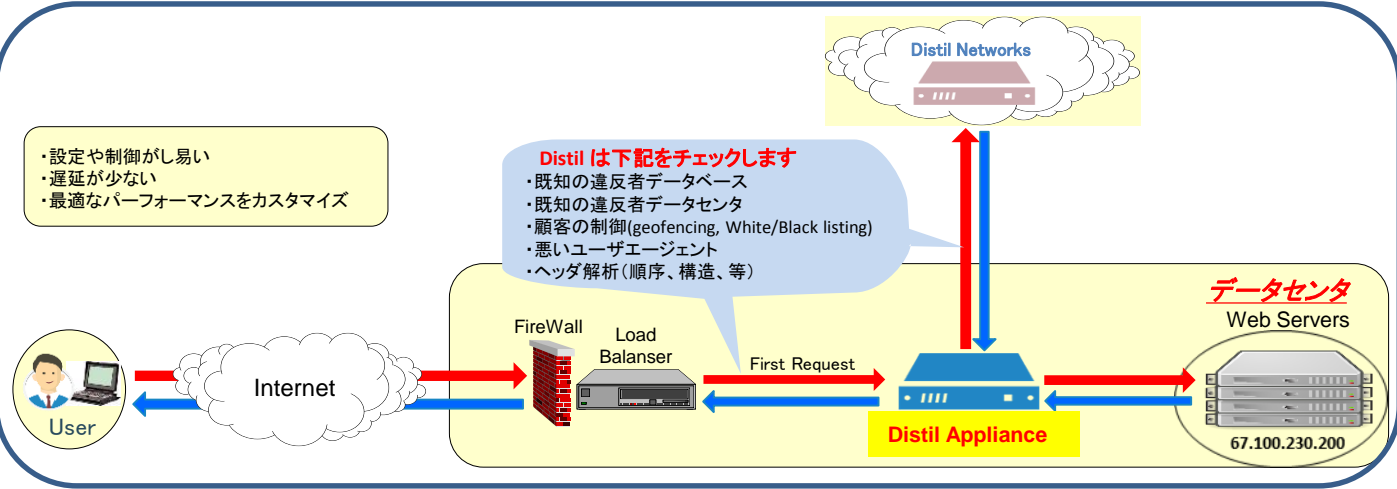 Distil Networks
・設定や制御がし易い
・遅延が少ない
・最適なパーフォーマンスをカスタマイズ
Distil は下記をチェックします
・既知の違反者データベース
・既知の違反者データセンタ
・顧客の制御(geofencing, White/Black listing)
・悪いユーザエージェント
・ヘッダ解析（順序、構造、等）
データセンタ
Web Servers
FireWall
Load
Balanser
First Request
Internet
User
Distil Appliance
67.100.230.200